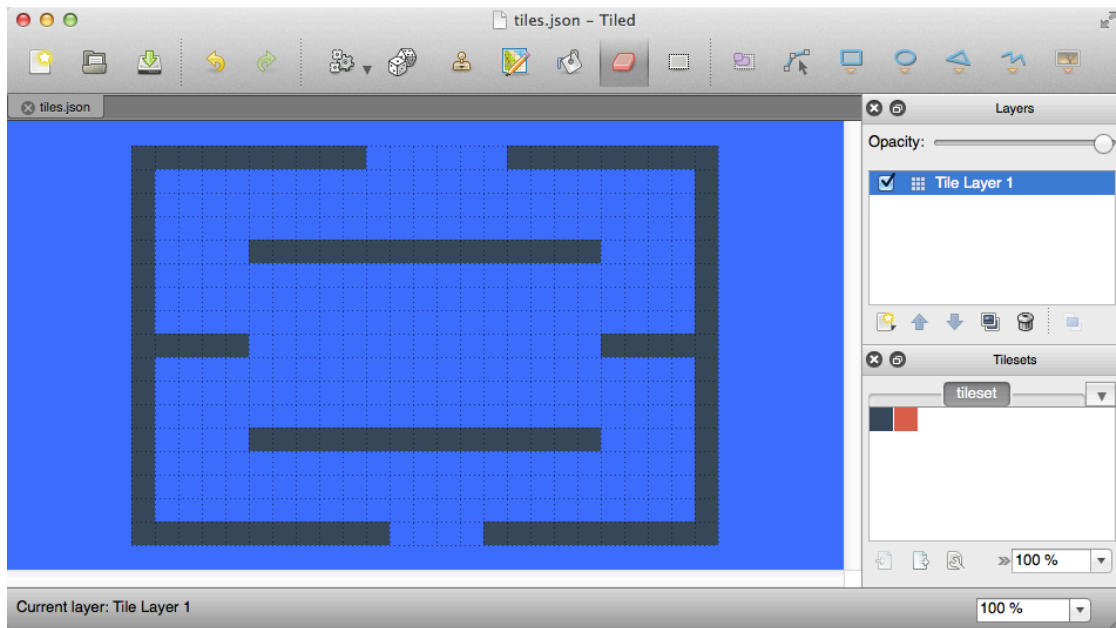 tiles.json – Tiled
tiles.json
Layers
Opacity:
Tile Layer 1
Tilesets
tileset
100 %
Current layer: Tile Layer 1
100 %